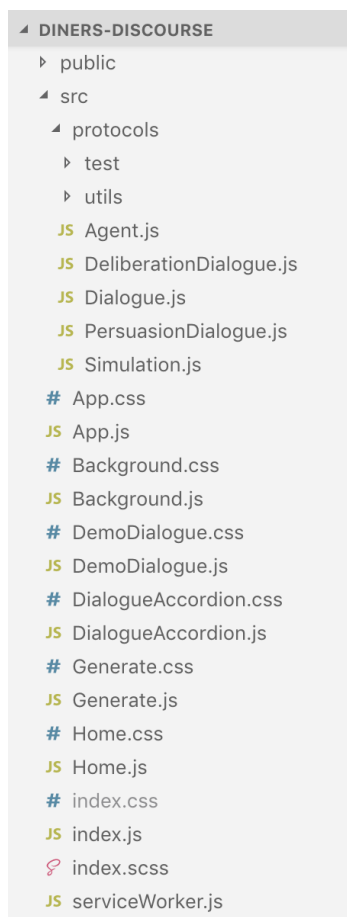 DINERS-DISCOURSE
public
src
protocols
test
utils
JS Agent.js
JS DeliberationDialogue.js
JS Dialogue.js
JS PersuasionDialogue.js
JS Simulation.js
# App.css
JS App.js
# Background.css
JS Background.js
# DemoDialogue.css
JS DemoDialogue.js
# DialogueAccordion.css
JS DialogueAccordion.js
# Generate.css
JS Generate.js
# Home.css
JS Home.js
# index.css
JS index.js
index.scss
JS serviceWorker.js